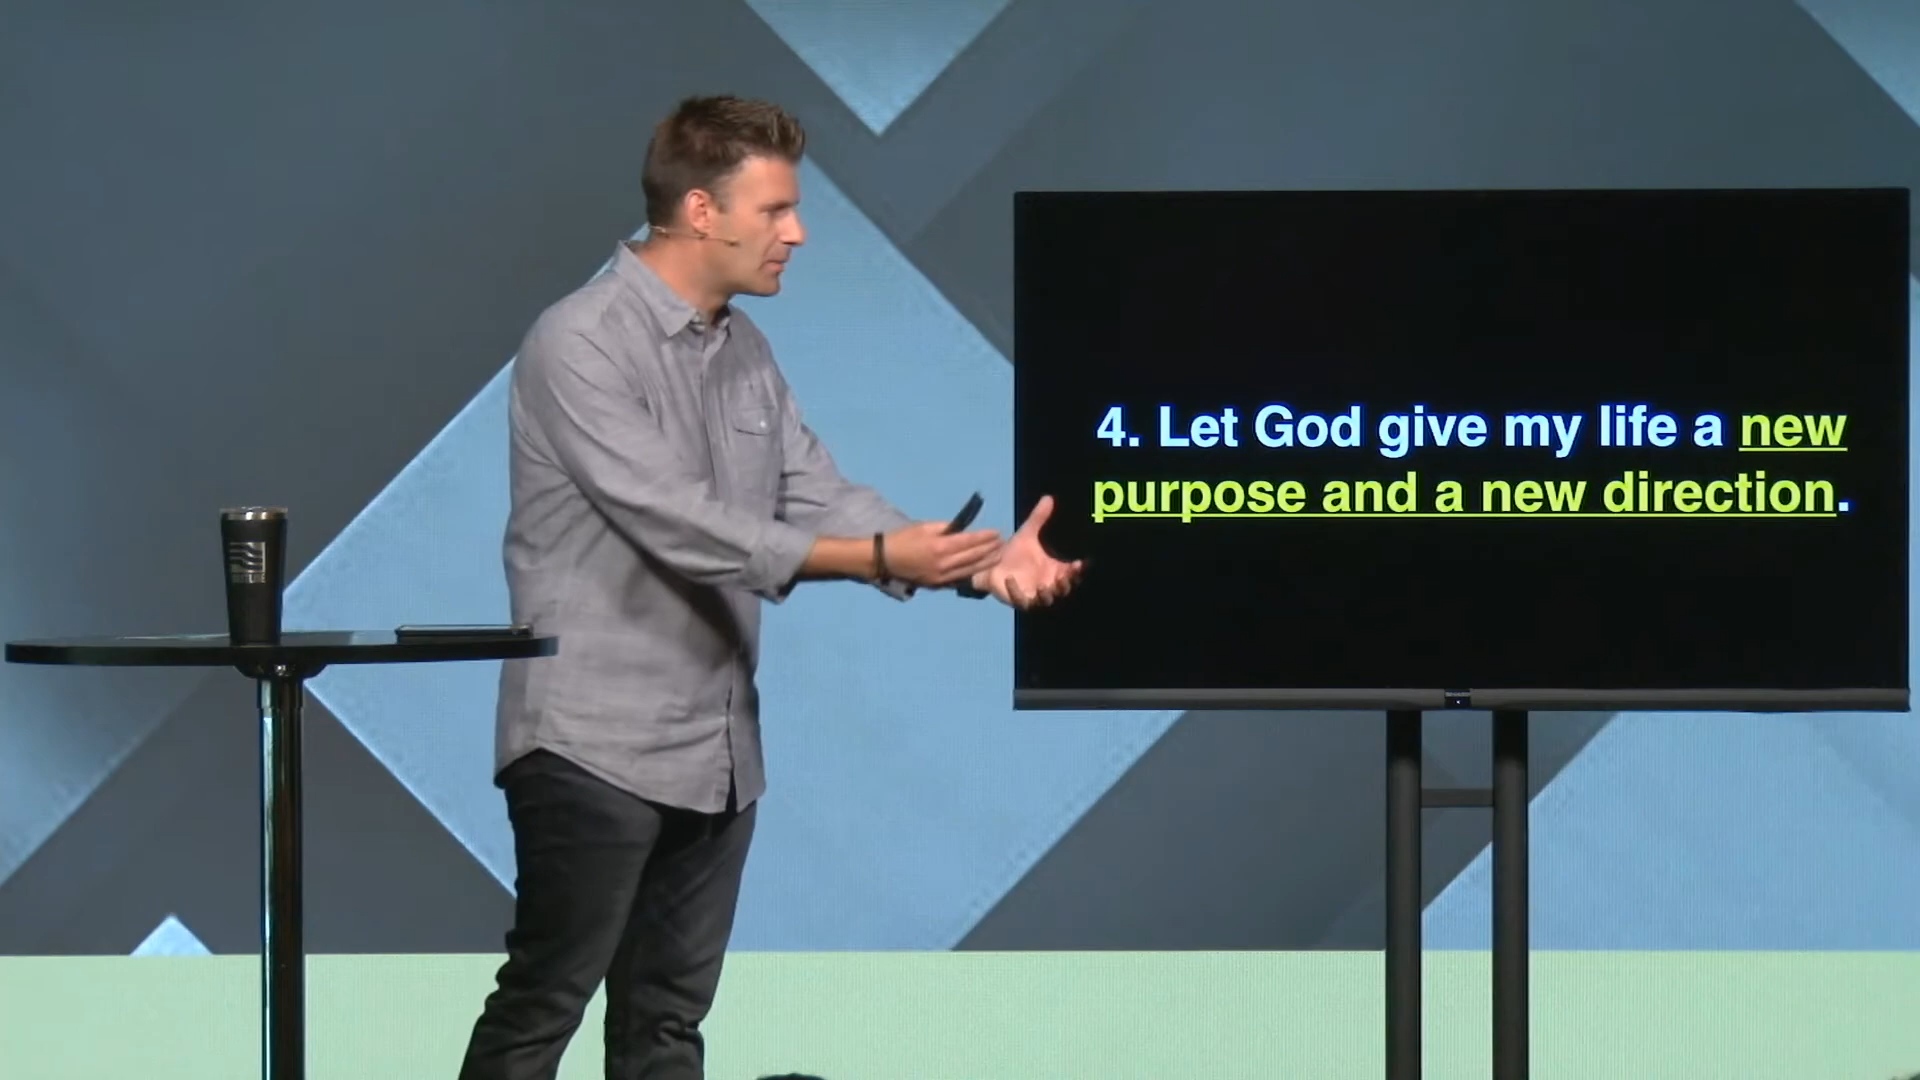 4. Let God give my life a new
purpose and a new direction.